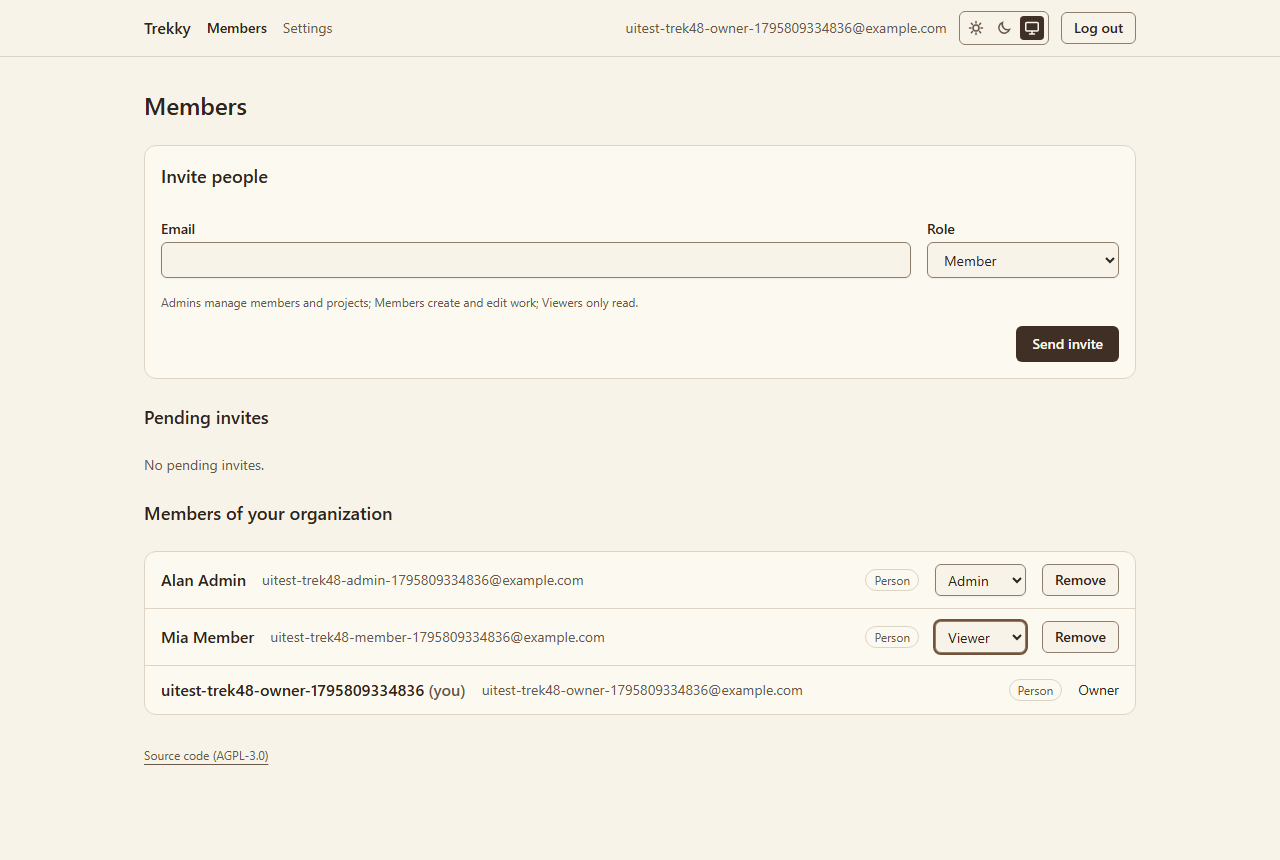 Trekky Members Settings uitest-trek48-owner-1795809334836@example.com Log out
Members
Invite people
Email Role
Member
Admins manage members and projects; Members create and edit work; Viewers only read.
Send invite
Pending invites
No pending invites.
Members of your organization
Alan Admin uitest-trek48-admin-1795809334836@example.com Person Admin Remove
Mia Member uitest-trek48-member-1795809334836@example.com Person Viewer Remove
uitest-trek48-owner-1795809334836 (you) uitest-trek48-owner-1795809334836@example.com Person Owner
Source code (AGPL-3.0)